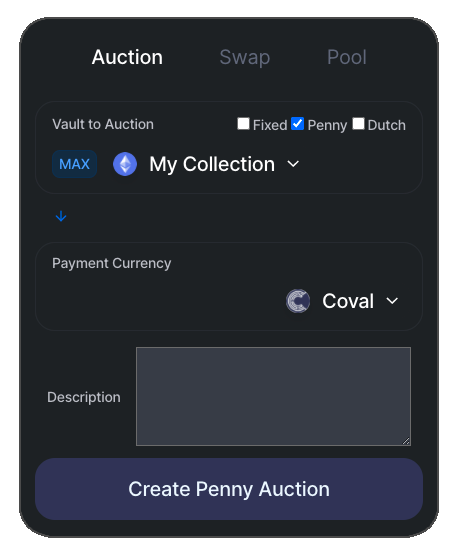 Auction Swap Pool
Vault to Auction Fixed Penny Dutch
MAX My Collection
Payment Currency
Coval
Description
Create Penny Auction